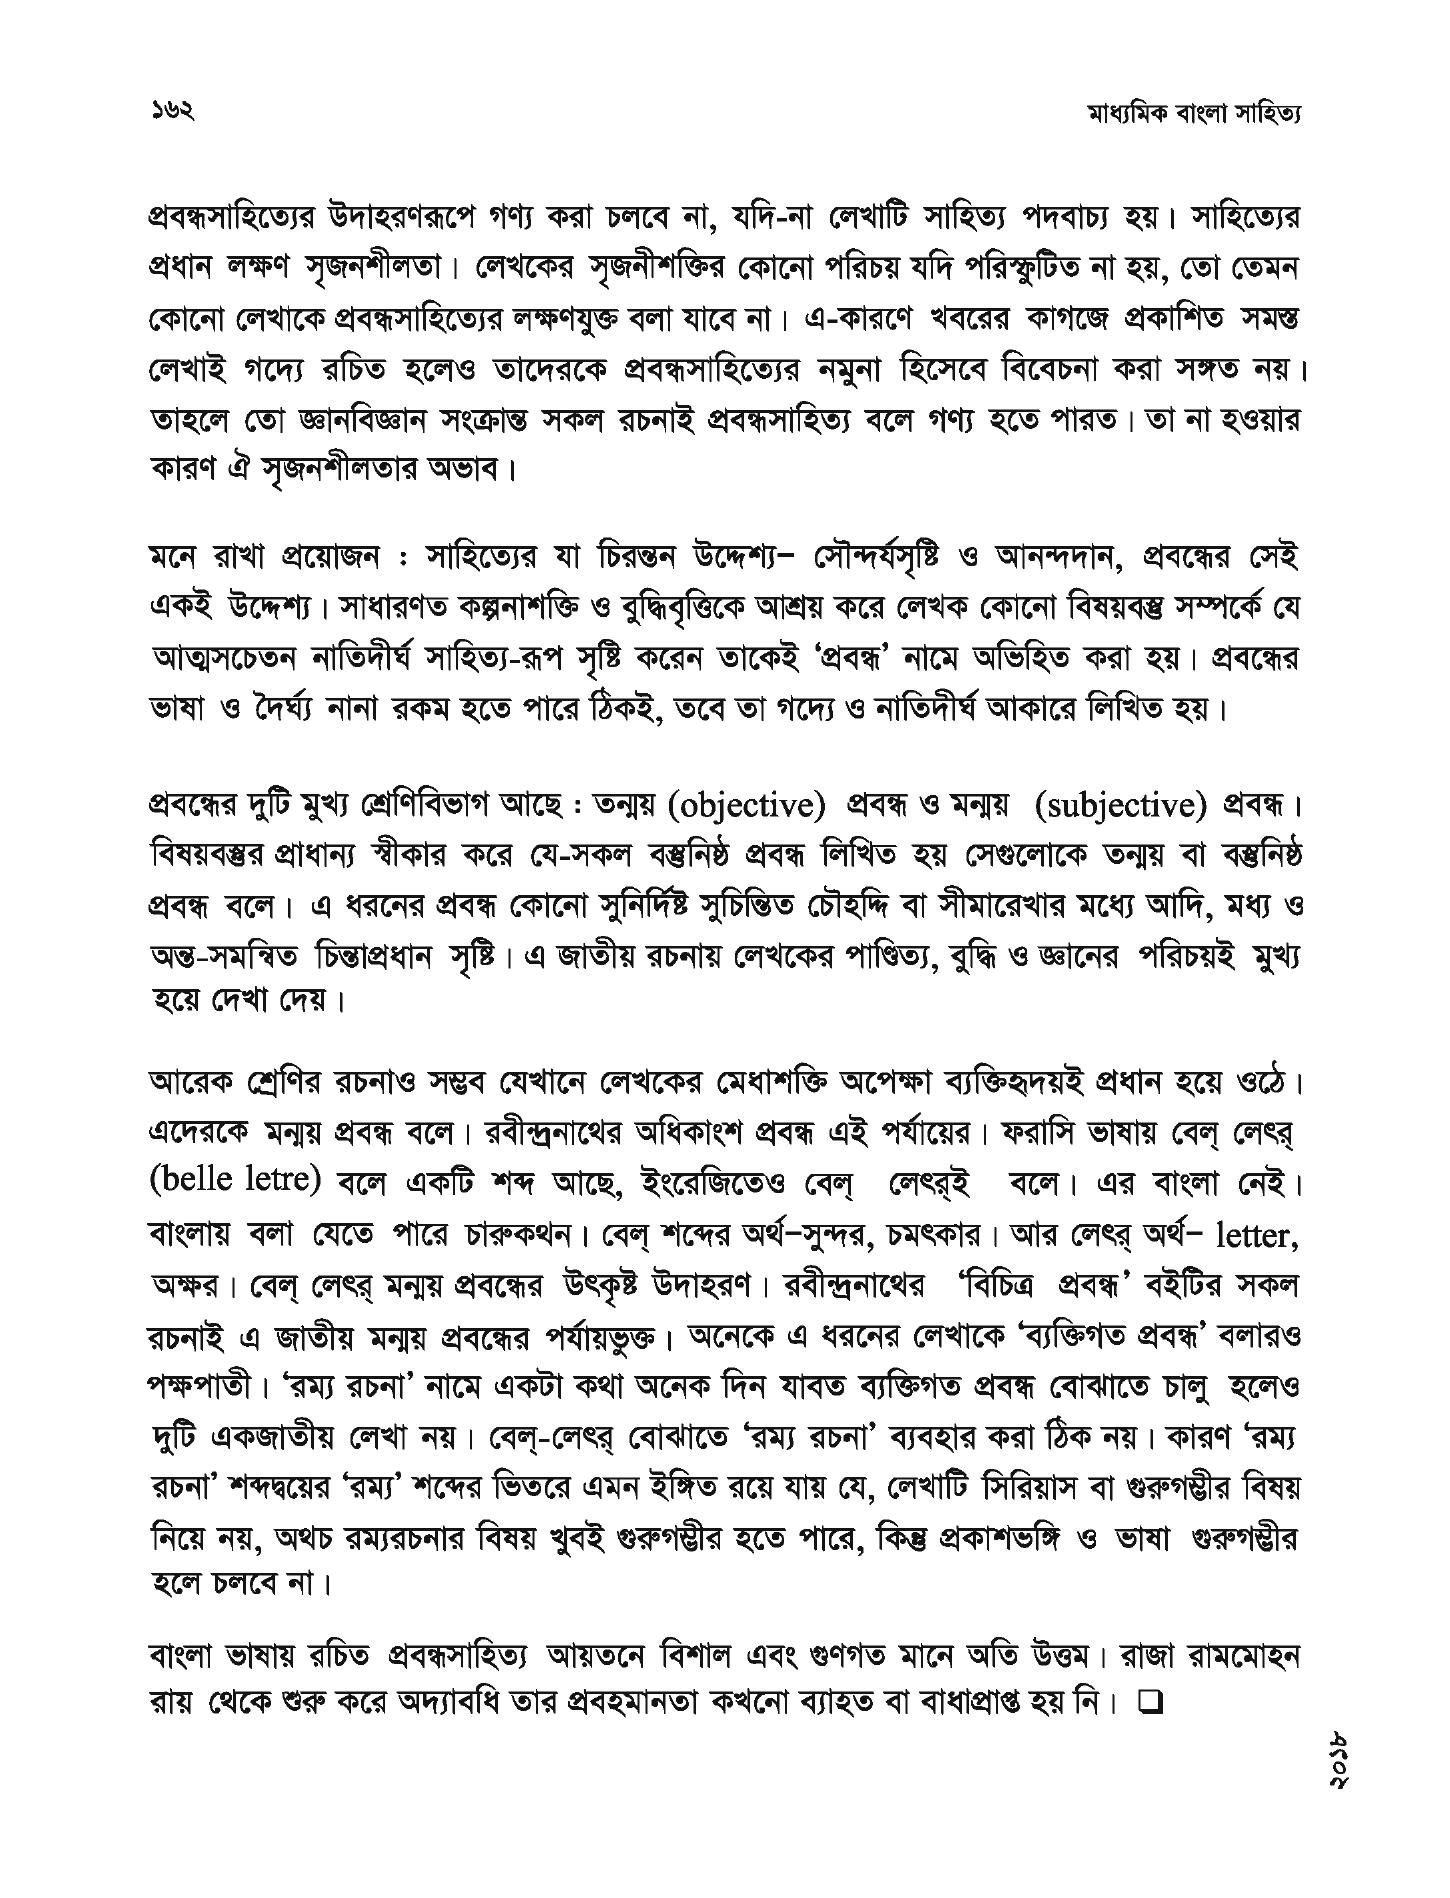 ১৬২
মাধ্যমিক বাংলা সাহিত্য
প্রবন্ধসাহিত্যের উদাহরণরূপে গণ্য করা চলবে না, যদি-না লেখাটি সাহিত্য পদবাচ্য হয়। সাহিত্যের
প্রধান লক্ষণ সৃজনশীলতা। লেখকের সৃজনীশক্তির কোনো পরিচয় যদি পরিস্ফুটিত না হয়, তো তেমন
কোনো লেখাকে প্রবন্ধসাহিত্যের লক্ষণযুক্ত বলা যাবে না। এ-কারণে খবরের কাগজে প্রকাশিত সমস্ত
লেখাই গদ্যে রচিত হলেও তাদেরকে প্রবন্ধসাহিত্যের নমুনা হিসেবে বিবেচনা করা সঙ্গত নয়।
তাহলে তো জ্ঞানবিজ্ঞান সংক্রান্ত সকল রচনাই প্রবন্ধসাহিত্য বলে গণ্য হতে পারত। তা না হওয়ার
কারণ ঐ সৃজনশীলতার অভাব।
মনে রাখা প্রয়োজন : সাহিত্যের যা চিরন্তন উদ্দেশ্য– সৌন্দর্যসৃষ্টি ও আনন্দদান, প্রবন্ধের সেই
একই উদ্দেশ্য। সাধারণত কল্পনাশক্তি ও বুদ্ধিবৃত্তিকে আশ্রয় করে লেখক কোনো বিষয়বস্তু সম্পর্কে যে
আত্মসচেতন নাতিদীর্ঘ সাহিত্য-রূপ সৃষ্টি করেন তাকেই ‘প্রবন্ধ’ নামে অভিহিত করা হয়। প্রবন্ধের
ভাষা ও দৈর্ঘ্য নানা রকম হতে পারে ঠিকই, তবে তা গদ্যে ও নাতিদীর্ঘ আকারে লিখিত হয়।
প্রবন্ধের দুটি মুখ্য শ্রেণিবিভাগ আছে : তন্ময় (objective) প্রবন্ধ ও মন্ময় (subjective) প্রবন্ধ।
বিষয়বস্তুর প্রাধান্য স্বীকার করে যে-সকল বস্তুনিষ্ঠ প্রবন্ধ লিখিত হয় সেগুলোকে তন্ময় বা বস্তুনিষ্ঠ
প্রবন্ধ বলে। এ ধরনের প্রবন্ধ কোনো সুনির্দিষ্ট সুচিন্তিত চৌহদ্দি বা সীমারেখার মধ্যে আদি, মধ্য ও
অন্ত-সমন্বিত চিন্তাপ্রধান সৃষ্টি। এ জাতীয় রচনায় লেখকের পাণ্ডিত্য, বুদ্ধি ও জ্ঞানের পরিচয়ই মুখ্য
হয়ে দেখা দেয়।
আরেক শ্রেণির রচনাও সম্ভব যেখানে লেখকের মেধাশক্তি অপেক্ষা ব্যক্তিহৃদয়ই প্রধান হয়ে ওঠে।
এদেরকে মন্ময় প্রবন্ধ বলে। রবীন্দ্রনাথের অধিকাংশ প্রবন্ধ এই পর্যায়ের। ফরাসি ভাষায় বেল্ লেৎর্
(belle letre) বলে একটি শব্দ আছে, ইংরেজিতেও বেল্ লেৎর্ই বলে। এর বাংলা নেই।
বাংলায় বলা যেতে পারে চারুকথন। বেল্ শব্দের অর্থ–সুন্দর, চমৎকার। আর লেৎর্ অর্থ– letter,
অক্ষর। বেল্ লেৎর্ মন্ময় প্রবন্ধের উৎকৃষ্ট উদাহরণ। রবীন্দ্রনাথের ‘বিচিত্র প্রবন্ধ’ বইটির সকল
রচনাই এ জাতীয় মন্ময় প্রবন্ধের পর্যায়ভুক্ত। অনেকে এ ধরনের লেখাকে ‘ব্যক্তিগত প্রবন্ধ’ বলারও
পক্ষপাতী। ‘রম্য রচনা’ নামে একটা কথা অনেক দিন যাবত ব্যক্তিগত প্রবন্ধ বোঝাতে চালু হলেও
দুটি একজাতীয় লেখা নয়। বেল্-লেৎর্ বোঝাতে ‘রম্য রচনা’ ব্যবহার করা ঠিক নয়। কারণ ‘রম্য
রচনা’ শব্দদ্বয়ের ‘রম্য’ শব্দের ভিতরে এমন ইঙ্গিত রয়ে যায় যে, লেখাটি সিরিয়াস বা গুরুগম্ভীর বিষয়
নিয়ে নয়, অথচ রম্যরচনার বিষয় খুবই গুরুগম্ভীর হতে পারে, কিন্তু প্রকাশভঙ্গি ও ভাষা গুরুগম্ভীর
হলে চলবে না।
বাংলা ভাষায় রচিত প্রবন্ধসাহিত্য আয়তনে বিশাল এবং গুণগত মানে অতি উত্তম। রাজা রামমোহন
রায় থেকে শুরু করে অদ্যাবধি তার প্রবহমানতা কখনো ব্যাহত বা বাধাপ্রাপ্ত হয় নি। ❑
২০১৮